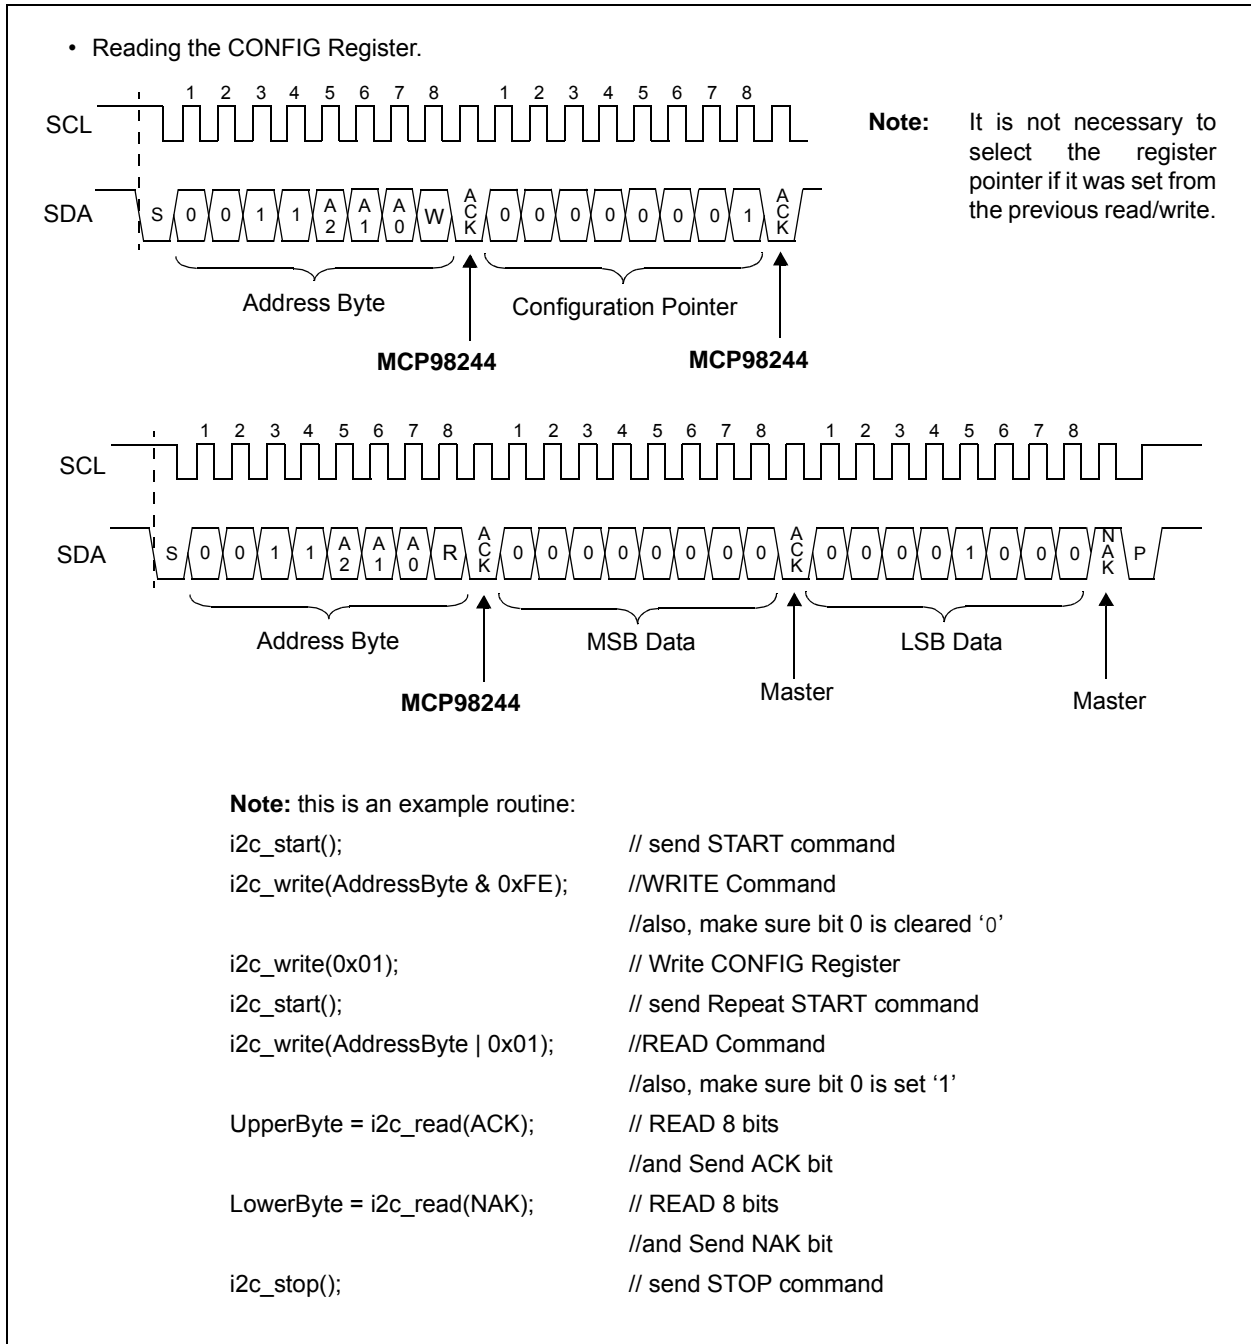 • Reading the CONFIG Register.
1 2 3 4 5 6 7 8 1 2 3 4 5 6 7 8
SCL
SDA
S 0 0 1 1 A2 A1 A0 W ACK 0 0 0 0 0 0 0 1 ACK
Address Byte Configuration Pointer
MCP98244 MCP98244
Note: It is not necessary to
select the register
pointer if it was set from
the previous read/write.
1 2 3 4 5 6 7 8 1 2 3 4 5 6 7 8 1 2 3 4 5 6 7 8
SCL
SDA
S 0 0 1 1 A2 A1 A0 R ACK 0 0 0 0 0 0 0 0 ACK 0 0 0 0 1 0 0 0 NAK P
Address Byte MSB Data LSB Data
MCP98244 Master Master
Note: this is an example routine:
i2c_start(); // send START command
i2c_write(AddressByte & 0xFE); //WRITE Command
//also, make sure bit 0 is cleared ‘0’
i2c_write(0x01); // Write CONFIG Register
i2c_start(); // send Repeat START command
i2c_write(AddressByte | 0x01); //READ Command
//also, make sure bit 0 is set ‘1’
UpperByte = i2c_read(ACK); // READ 8 bits
//and Send ACK bit
LowerByte = i2c_read(NAK); // READ 8 bits
//and Send NAK bit
i2c_stop(); // send STOP command